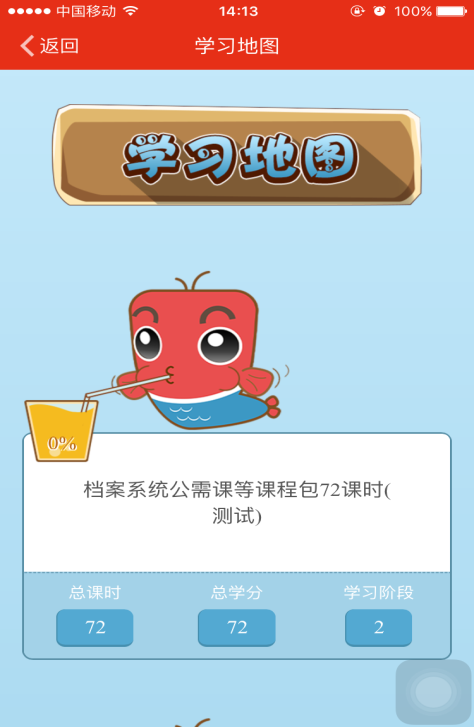 中国移动 14:13 100%
返回 学习地图
学习地图
0%
档案系统公需课等课程包72课时(
测试)
总课时 总学分 学习阶段
72 72 2